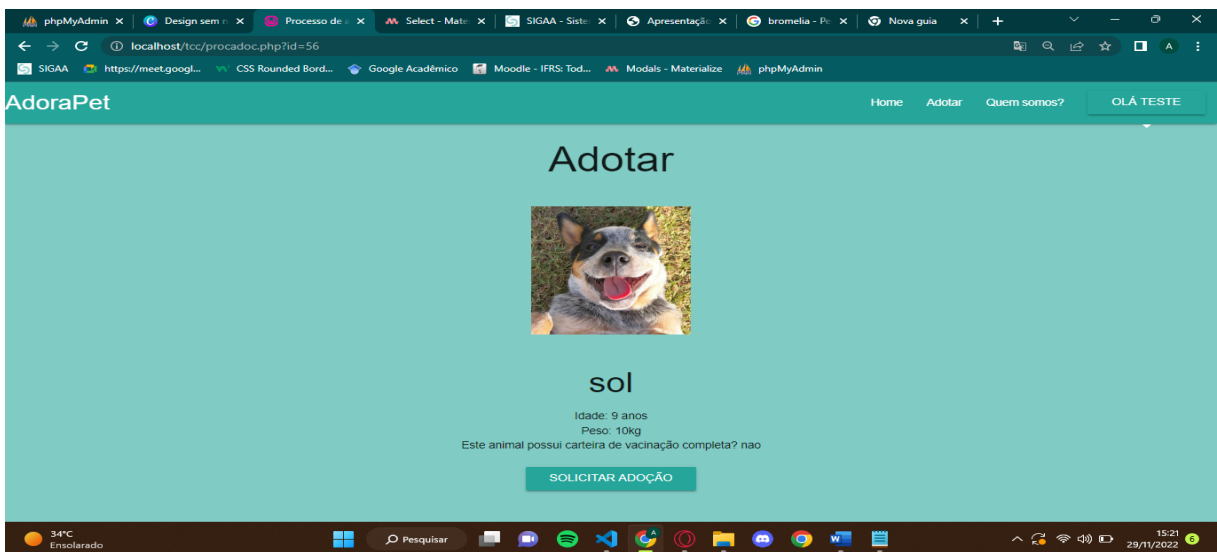 phpMyAdmin
Design sem n
Processo de a
Select - Mate
SIGAA - Siste
Apresentação
bromelia - Pe
Nova guia
localhost/tcc/procadoc.php?id=56
A
SIGAA
https://meet.googl...
CSS Rounded Bord...
Google Acadêmico
Moodle - IFRS: Tod...
Modals - Materialize
phpMyAdmin
AdoraPet
Home
Adotar
Quem somos?
OLÁ TESTE
Adotar
sol
Idade: 9 anos
Peso: 10kg
Este animal possui carteira de vacinação completa? nao
SOLICITAR ADOÇÃO
34°C
Ensolarado
Pesquisar
15:21
29/11/2022
6